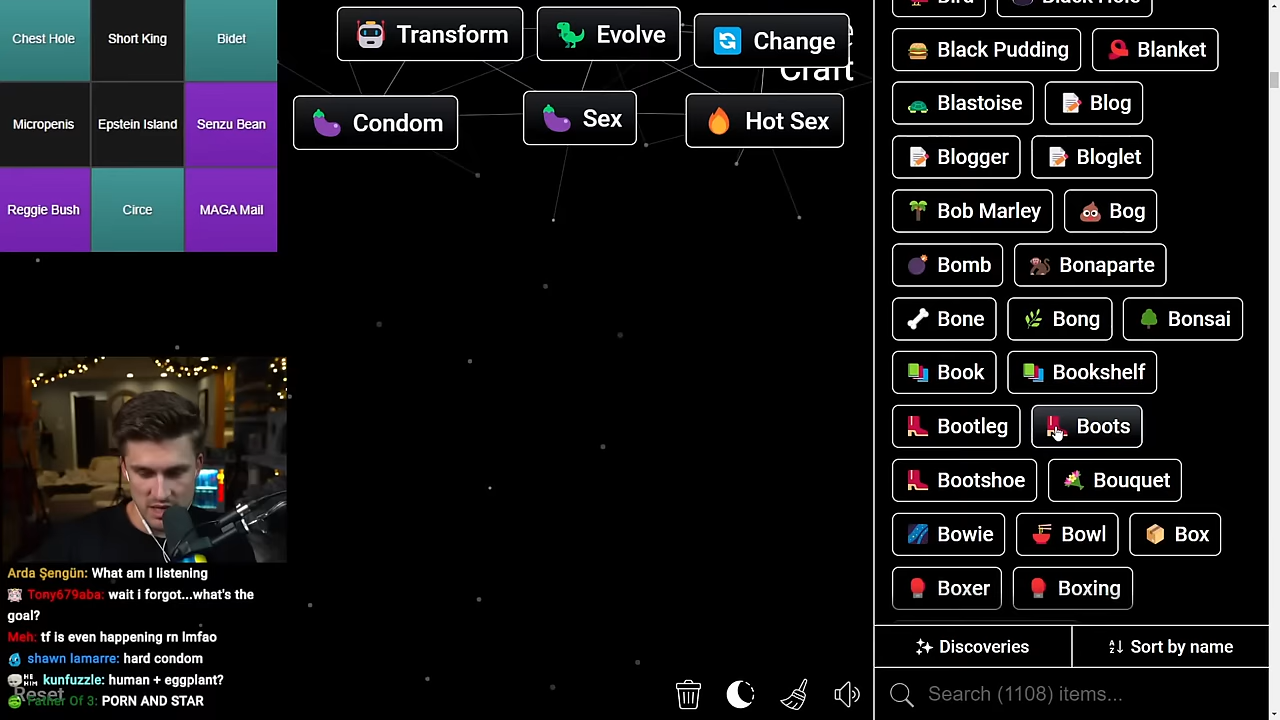 Chest Hole
Short King
Bidet
Micropenis
Epstein Island
Senzu Bean
Reggie Bush
Circe
MAGA Mail
Transform
Evolve
Change
Craft
Condom
Sex
Hot Sex
Bird
Black Hole
Black Pudding
Blanket
Blastoise
Blog
Blogger
Bloglet
Bob Marley
Bog
Bomb
Bonaparte
Bone
Bong
Bonsai
Book
Bookshelf
Bootleg
Boots
Bootshoe
Bouquet
Bowie
Bowl
Box
Boxer
Boxing
Discoveries
Sort by name
Search (1108) items...
Arda Şengün: What am I listening
Tony679aba: wait i forgot...what's the
goal?
Meh: tf is even happening rn lmfao
shawn lamarre: hard condom
kunfuzzle: human + eggplant?
Father Of 3: PORN AND STAR
Reset